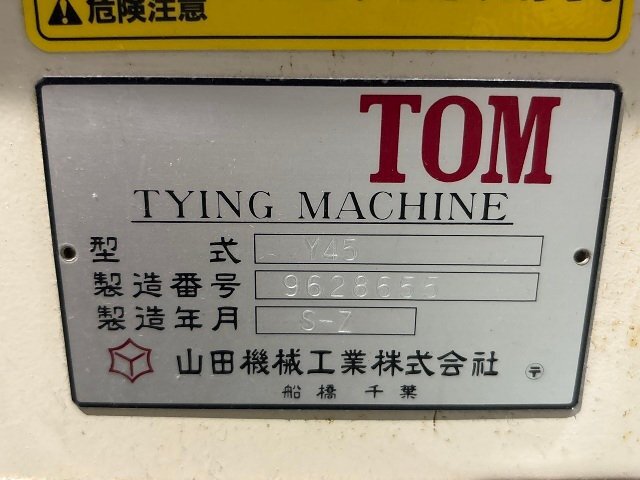 危険注意
TOM
TYING MACHINE
型 式 Y45
製造番号 9628655
製造年月 S-Z
山田機械工業株式会社 〒
船橋 千葉